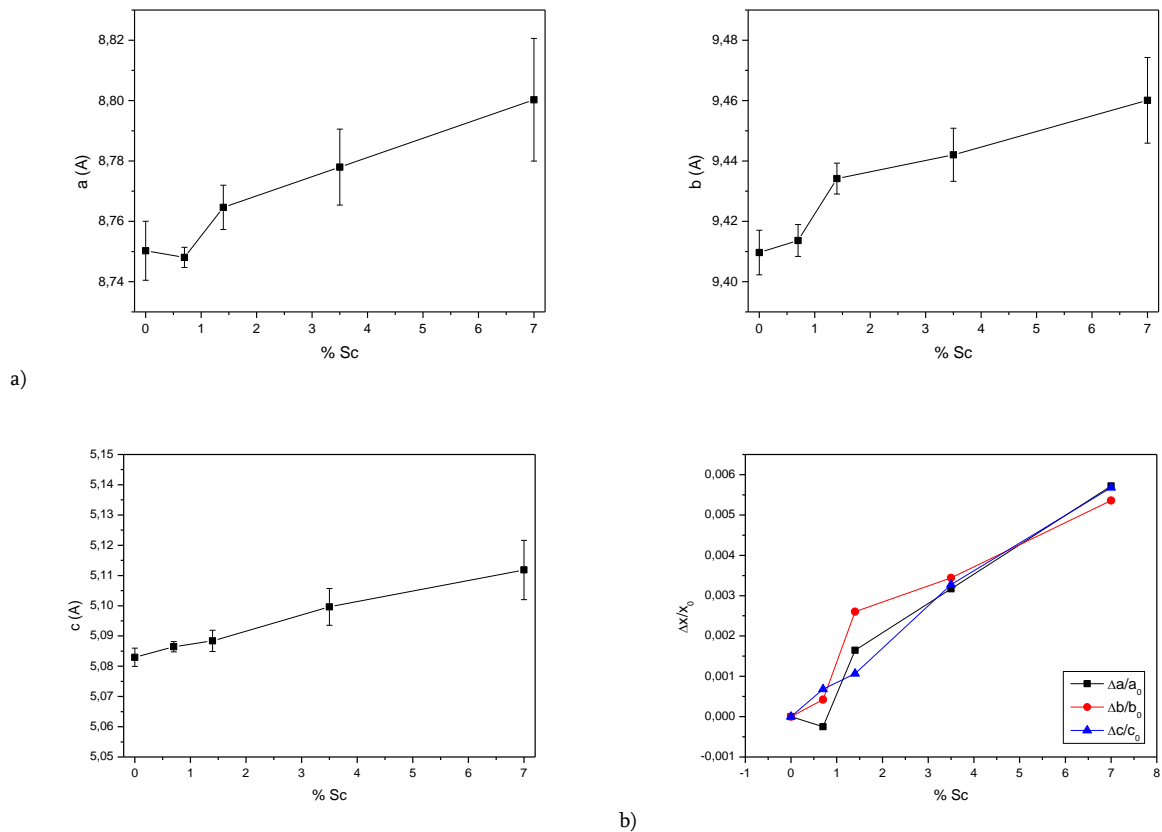 8,82
8,80
8,78
8,76
8,74
a (A)
0 1 2 3 4 5 6 7
% Sc
9,48
9,46
9,44
9,42
9,40
b (A)
0 1 2 3 4 5 6 7
% Sc
a)
5,15
5,14
5,13
5,12
5,11
5,10
5,09
5,08
5,07
5,06
5,05
c (A)
0 1 2 3 4 5 6 7
% Sc
0,006
0,005
0,004
0,003
0,002
0,001
0,000
-0,001
Δx/x₀
Δa/a₀
Δb/b₀
Δc/c₀
-1 0 1 2 3 4 5 6 7 8
% Sc
b)